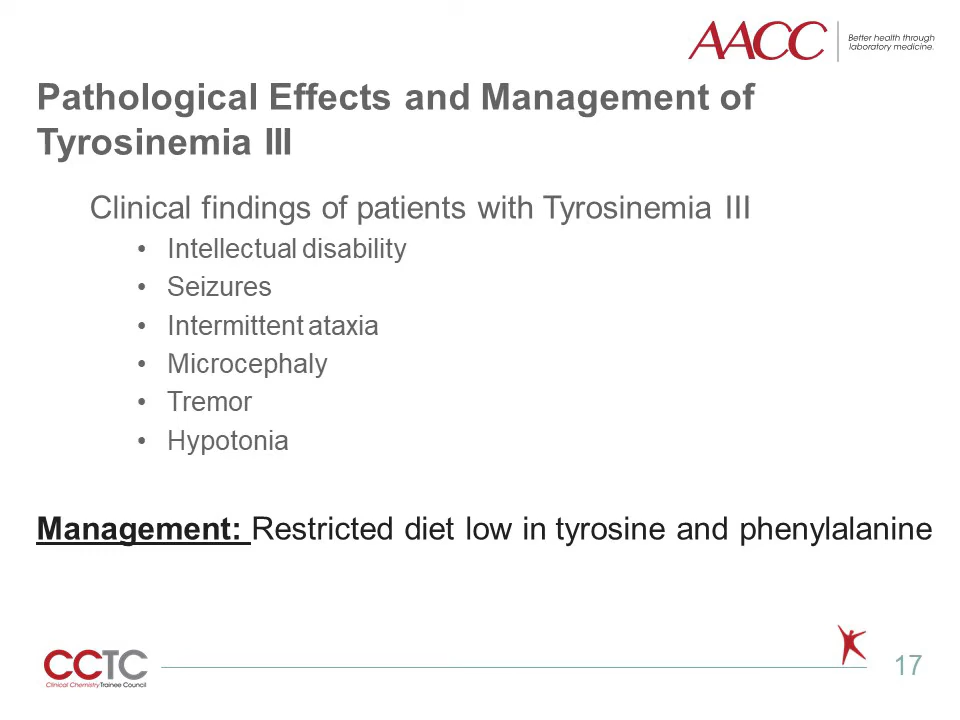 AACC
Better health through
laboratory medicine.
Pathological Effects and Management of
Tyrosinemia III
Clinical findings of patients with Tyrosinemia III
• Intellectual disability
• Seizures
• Intermittent ataxia
• Microcephaly
• Tremor
• Hypotonia
Management: Restricted diet low in tyrosine and phenylalanine
CCTC
Clinical Chemistry Trainee Council
17